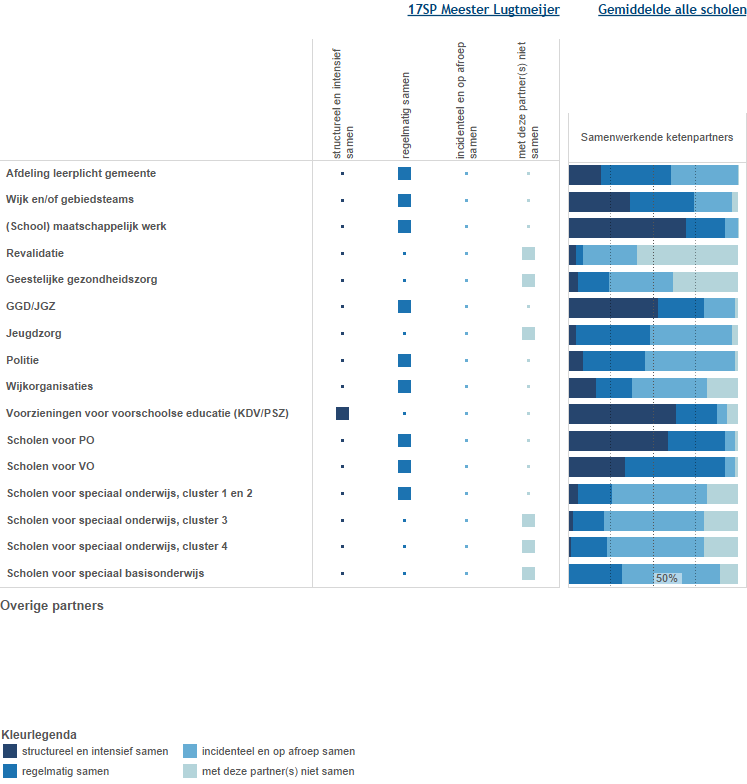 17SP Meester Lugtmeijer
Gemiddelde alle scholen
structureel en intensief
samen
regelmatig samen
incidenteel en op afroep
samen
met deze partner(s) niet
samen
Samenwerkende ketenpartners
Afdeling leerplicht gemeente
Wijk en/of gebiedsteams
(School) maatschappelijk werk
Revalidatie
Geestelijke gezondheidszorg
GGD/JGZ
Jeugdzorg
Politie
Wijkorganisaties
Voorzieningen voor voorschoolse educatie (KDV/PSZ)
Scholen voor PO
Scholen voor VO
Scholen voor speciaal onderwijs, cluster 1 en 2
Scholen voor speciaal onderwijs, cluster 3
Scholen voor speciaal onderwijs, cluster 4
Scholen voor speciaal basisonderwijs
50%
Overige partners
Kleurlegenda
structureel en intensief samen
incidenteel en op afroep samen
regelmatig samen
met deze partner(s) niet samen